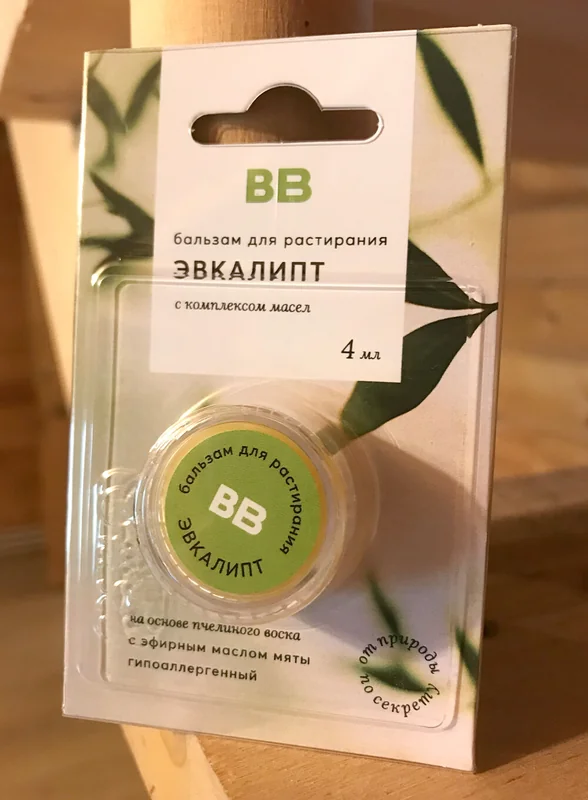 BB
бальзам для растирания
ЭВКАЛИПТ
с комплексом масел
4 мл
бальзам для растирания
BB
ЭВКАЛИПТ
на основе пчелиного воска
с эфирным маслом мяты
гипоаллергенный
от природы
по секрету